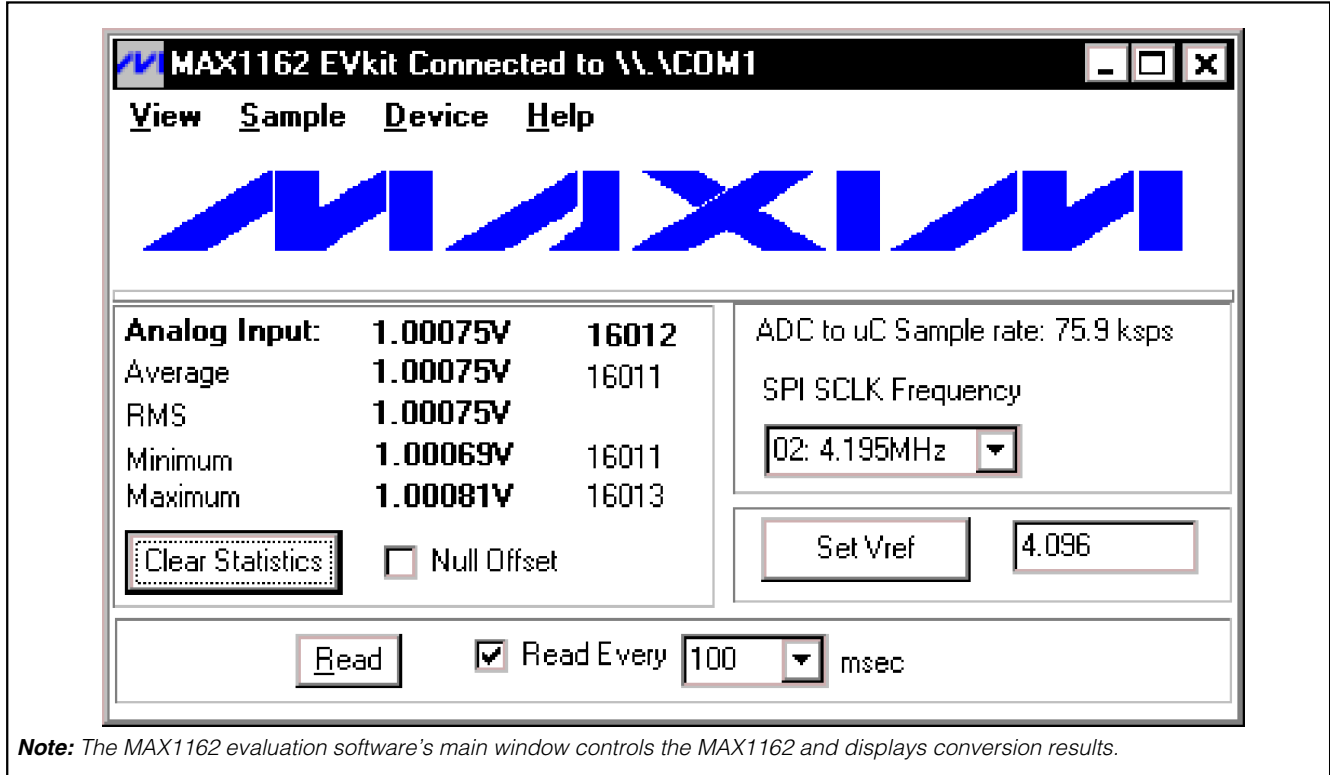 MAX1162 EVkit Connected to \\.\COM1
View Sample Device Help
MAXIM
Analog Input: 1.00075V 16012
Average 1.00075V 16011
RMS 1.00075V
Minimum 1.00069V 16011
Maximum 1.00081V 16013
Clear Statistics Null Offset
ADC to uC Sample rate: 75.9 ksps
SPI SCLK Frequency
02: 4.195MHz
Set Vref 4.096
Read Read Every 100 msec
Note: The MAX1162 evaluation software's main window controls the MAX1162 and displays conversion results.